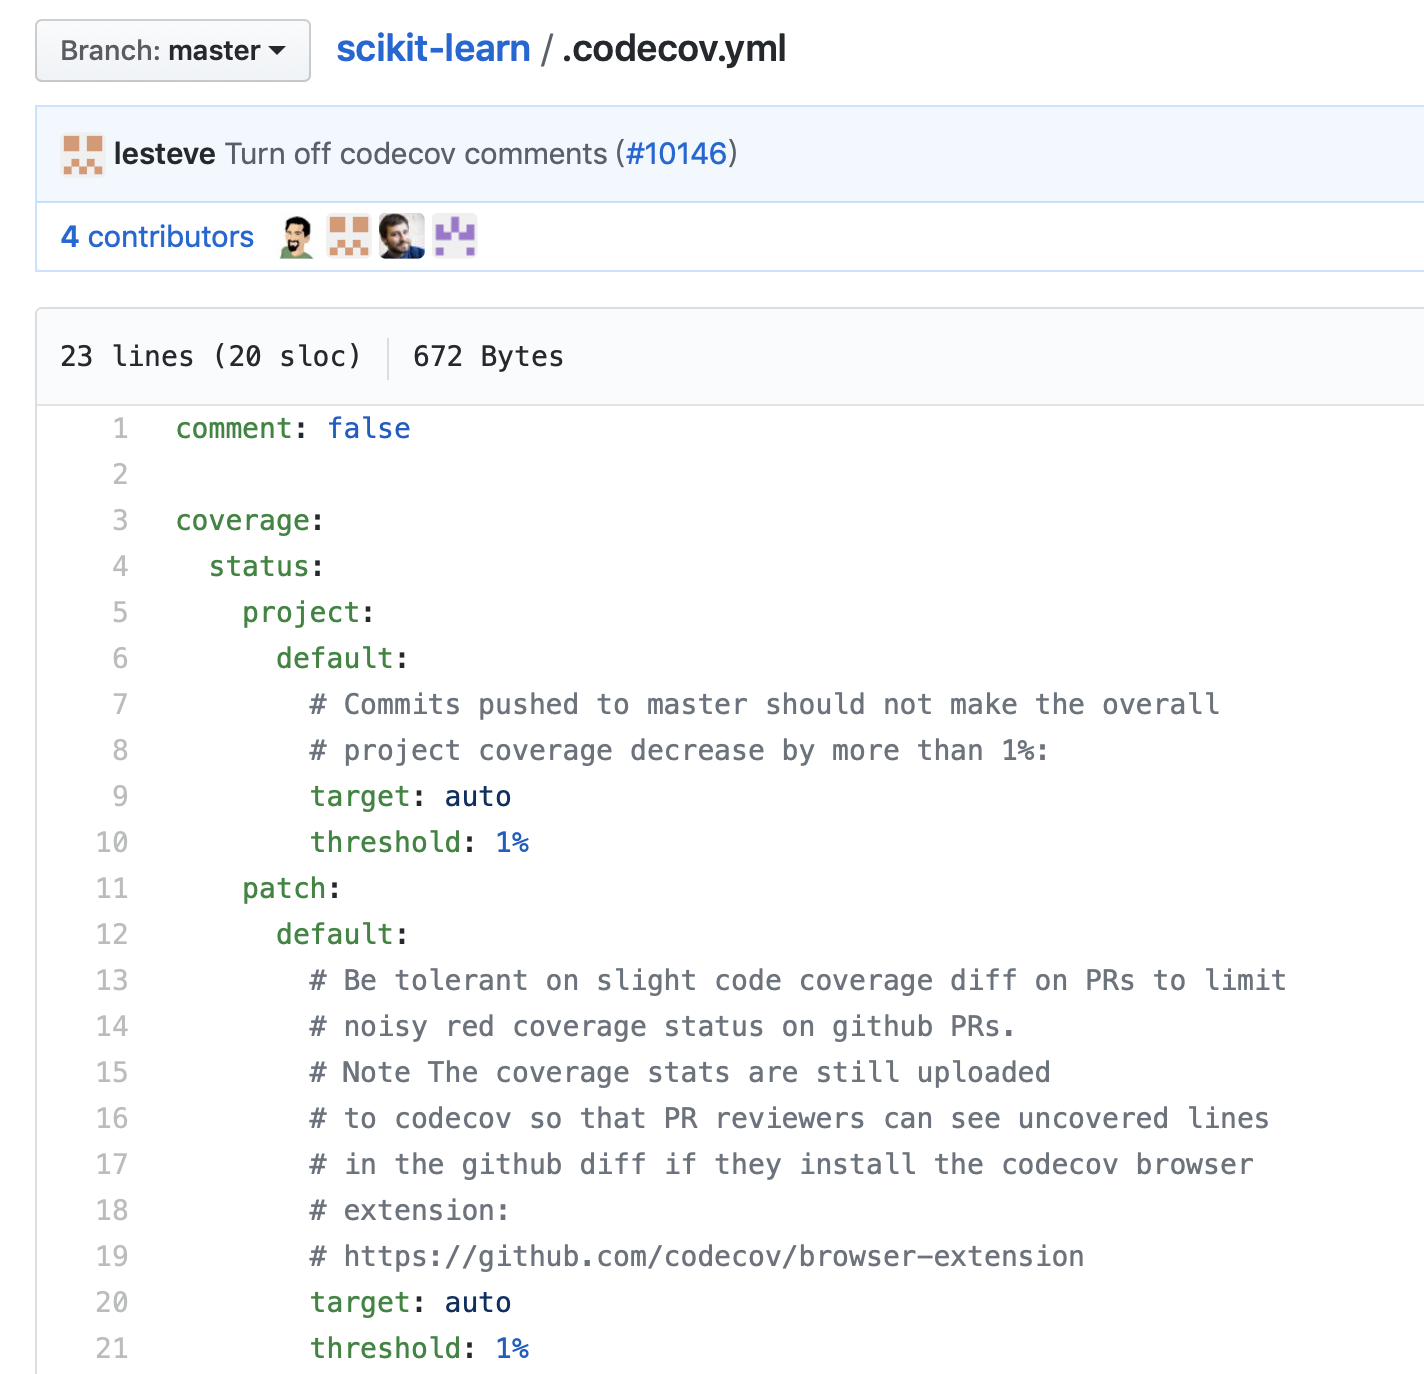 Branch: master
scikit-learn / .codecov.yml
lesteve Turn off codecov comments (#10146)
4 contributors
23 lines (20 sloc) 672 Bytes
1 comment: false
2
3 coverage:
4 status:
5 project:
6 default:
7 # Commits pushed to master should not make the overall
8 # project coverage decrease by more than 1%:
9 target: auto
10 threshold: 1%
11 patch:
12 default:
13 # Be tolerant on slight code coverage diff on PRs to limit
14 # noisy red coverage status on github PRs.
15 # Note The coverage stats are still uploaded
16 # to codecov so that PR reviewers can see uncovered lines
17 # in the github diff if they install the codecov browser
18 # extension:
19 # https://github.com/codecov/browser-extension
20 target: auto
21 threshold: 1%